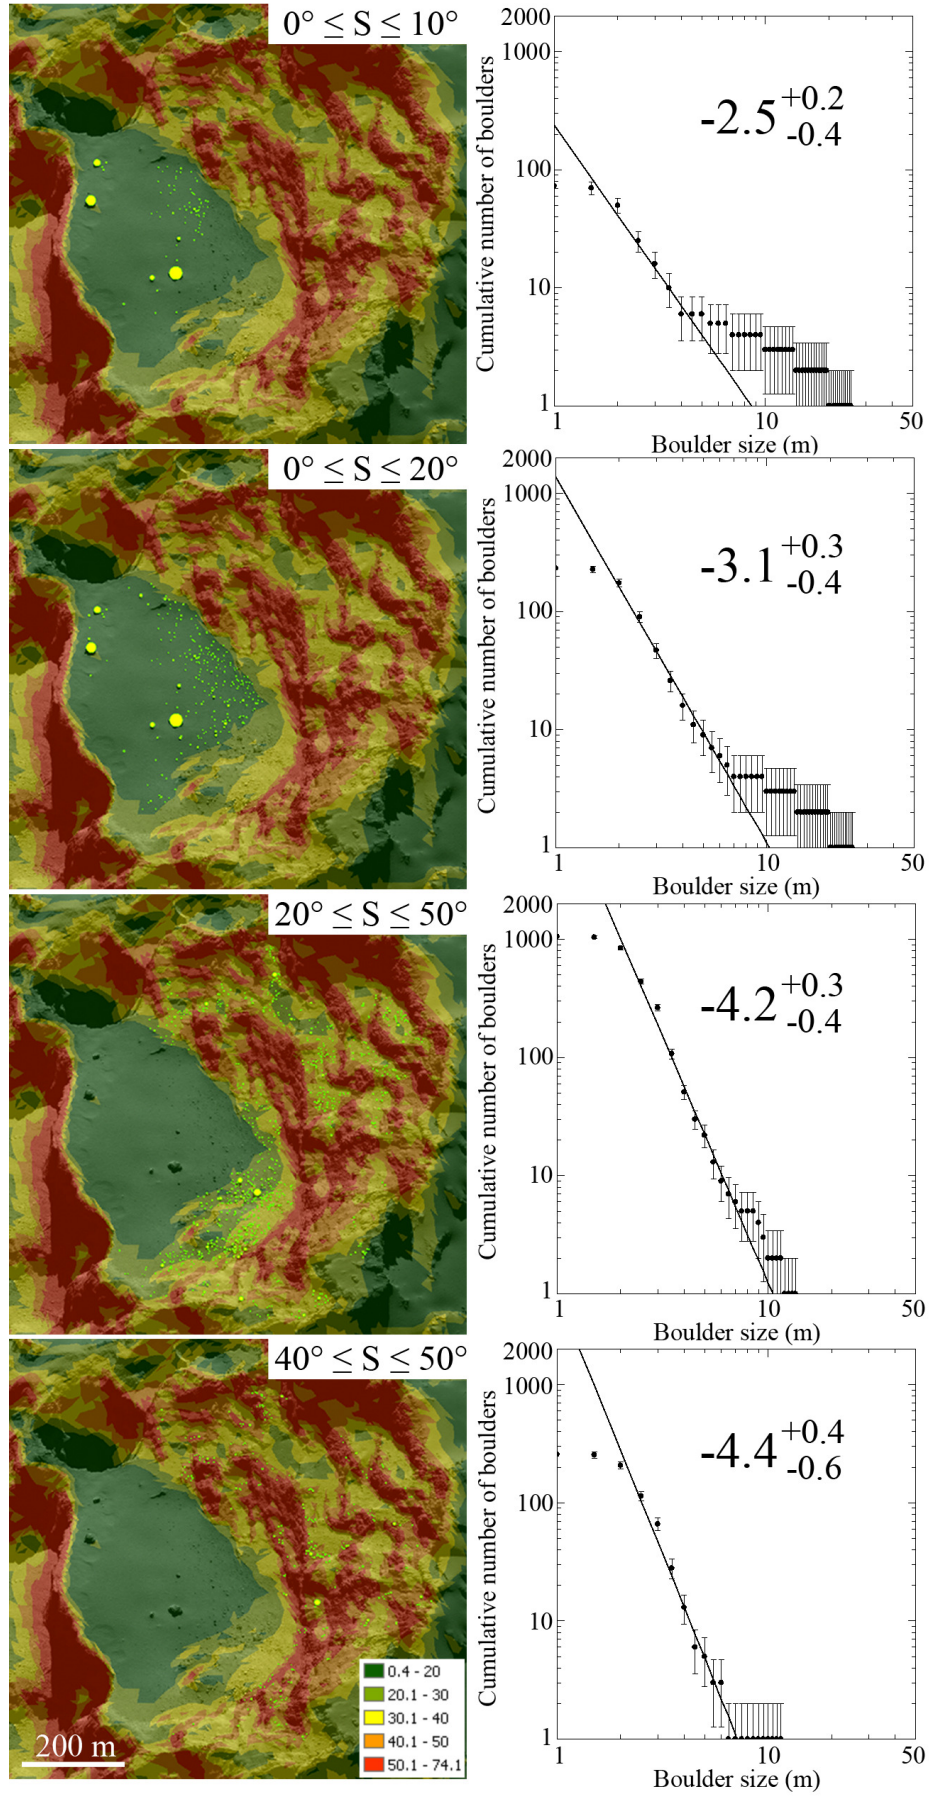 0° ≤ S ≤ 10°
2000
1000
100
10
1
Cumulative number of boulders
-2.5 +0.2 -0.4
1 10 50
Boulder size (m)
0° ≤ S ≤ 20°
2000
1000
100
10
1
Cumulative number of boulders
-3.1 +0.3 -0.4
1 10 50
Boulder size (m)
20° ≤ S ≤ 50°
2000
1000
100
10
1
Cumulative number of boulders
-4.2 +0.3 -0.4
1 10 50
Boulder size (m)
40° ≤ S ≤ 50°
0.4 - 20
20.1 - 30
30.1 - 40
40.1 - 50
50.1 - 74.1
200 m
2000
1000
100
10
1
Cumulative number of boulders
-4.4 +0.4 -0.6
1 10 50
Boulder size (m)